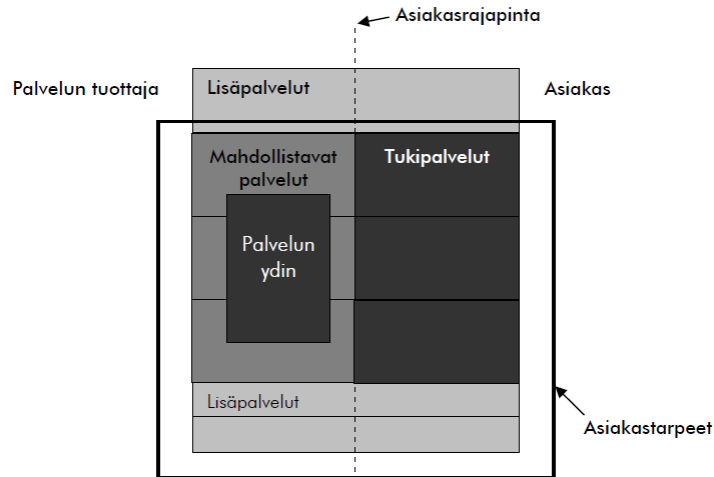 Asiakasrajapinta
Palvelun tuottaja
Lisäpalvelut
Asiakas
Mahdollistavat
palvelut
Tukipalvelut
Palvelun
ydin
Lisäpalvelut
Asiakastarpeet